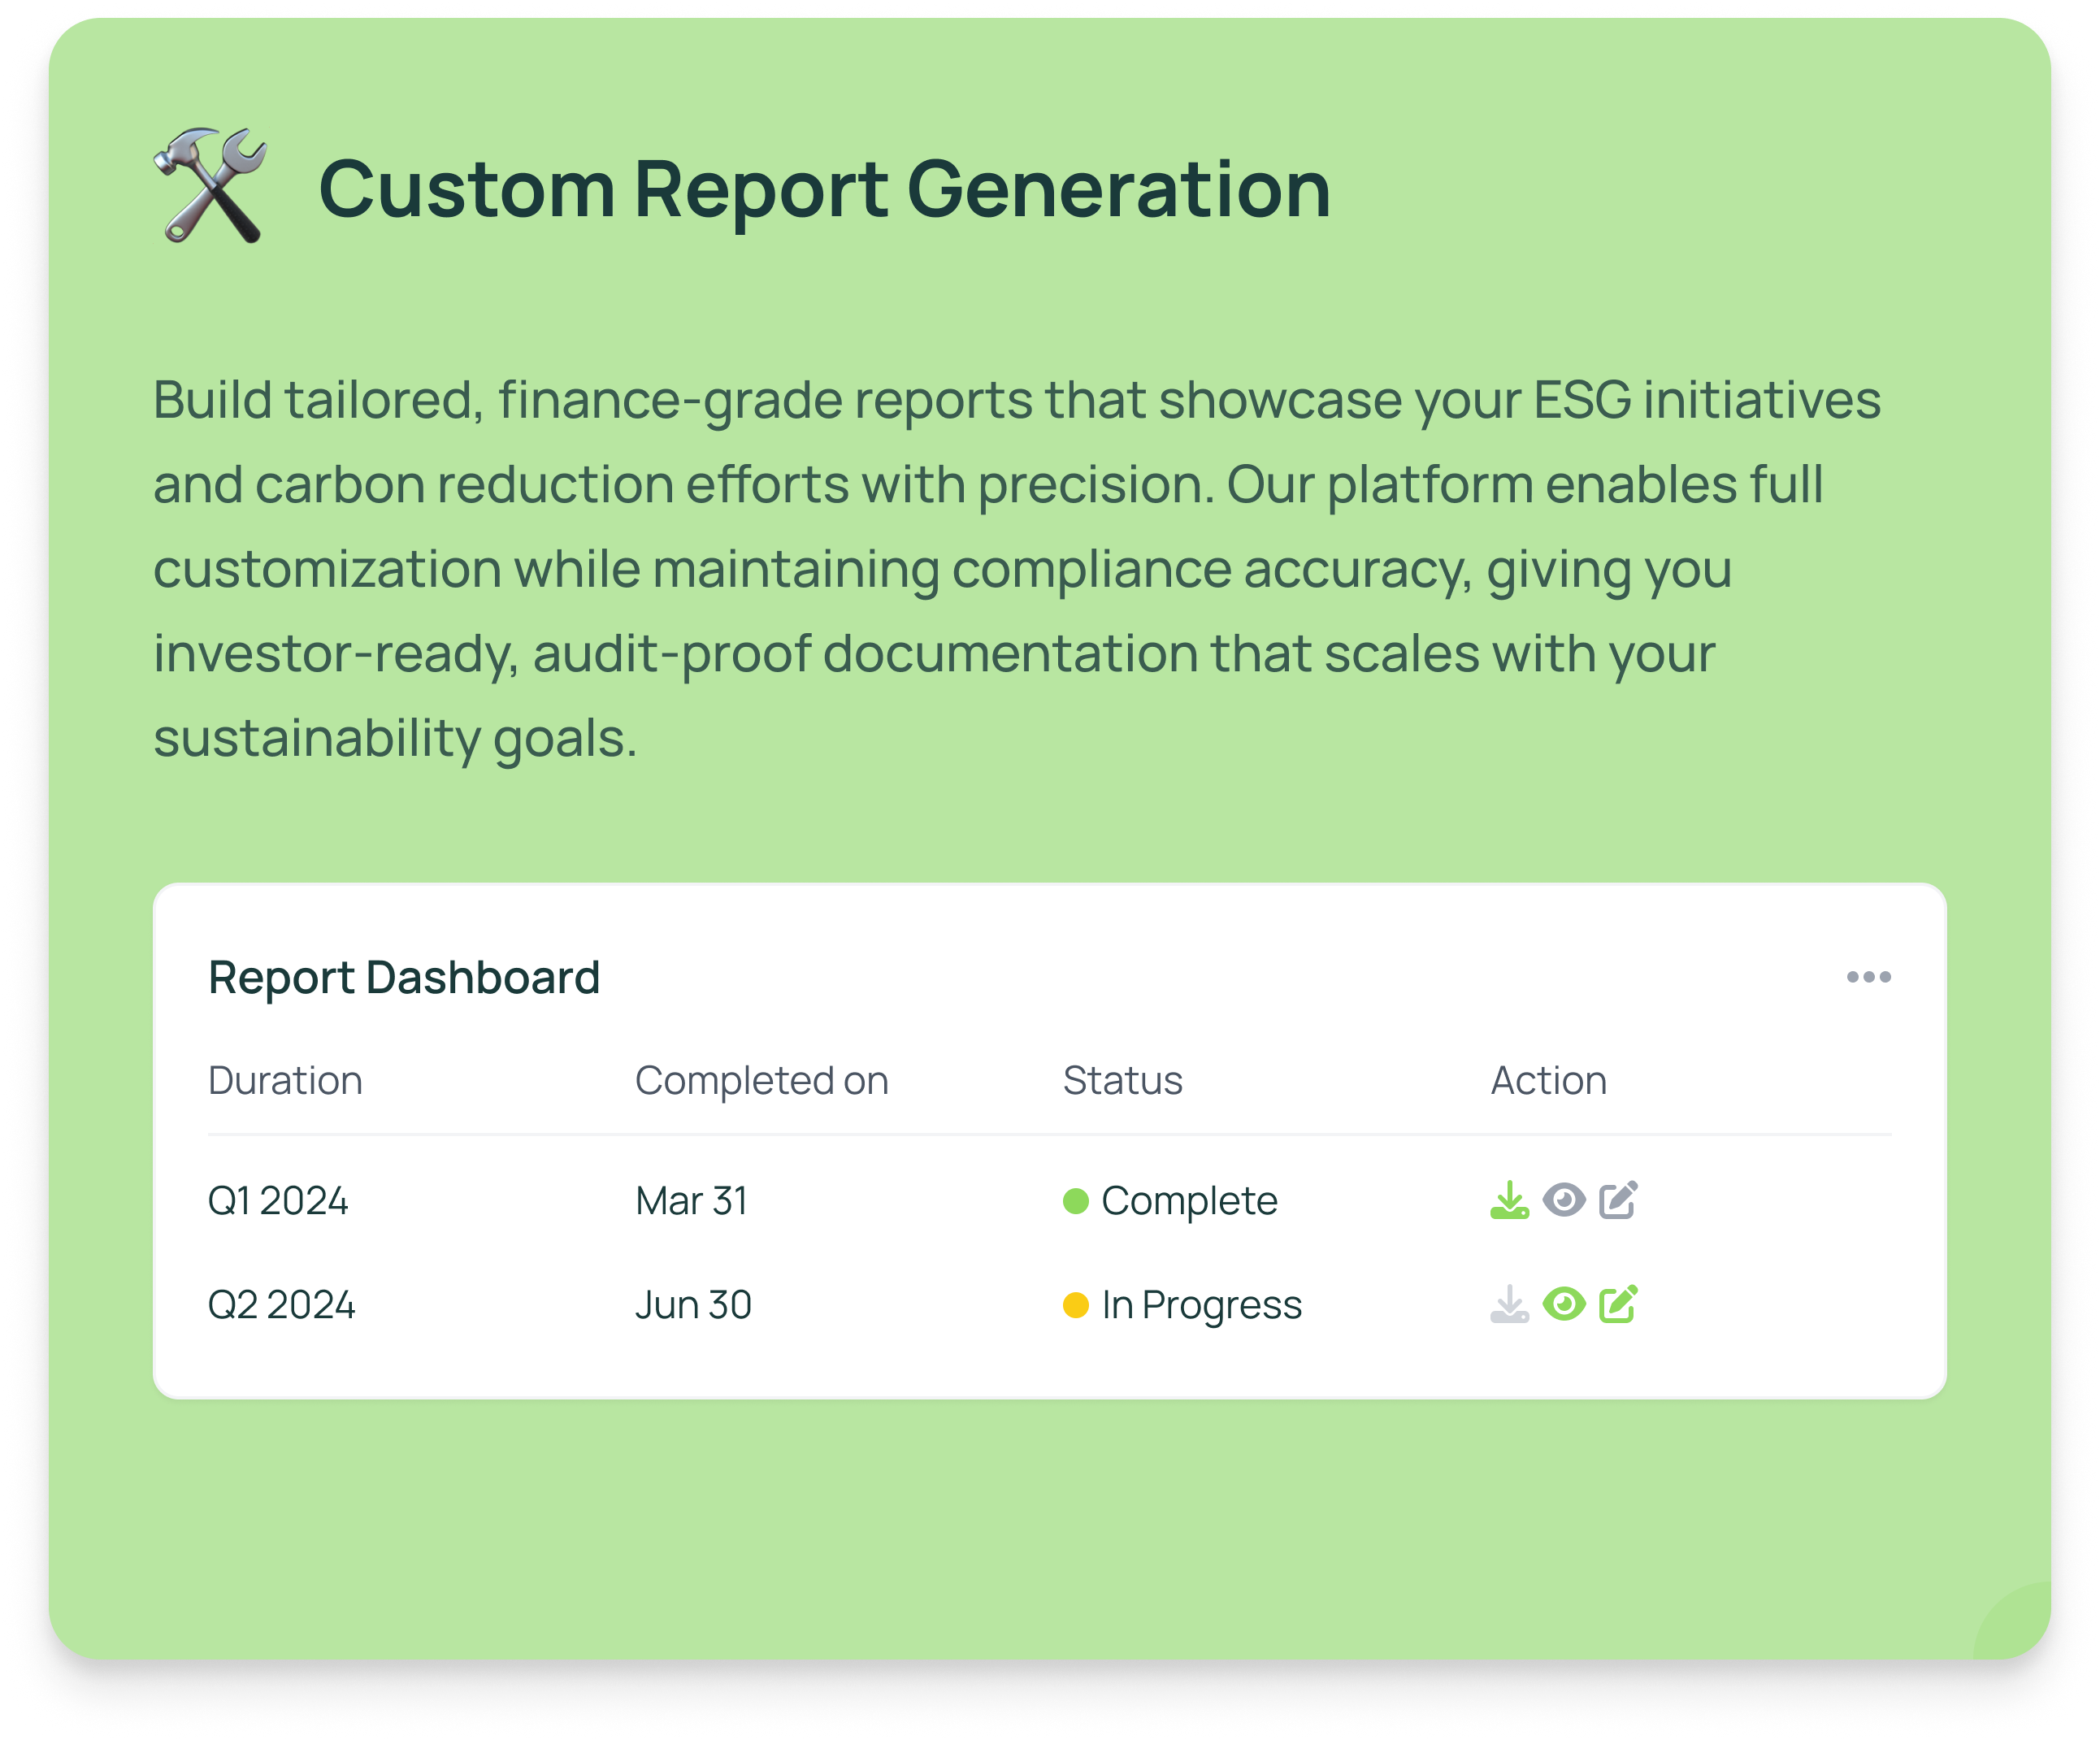 Custom Report Generation
Build tailored, finance-grade reports that showcase your ESG initiatives
and carbon reduction efforts with precision. Our platform enables full
customization while maintaining compliance accuracy, giving you
investor-ready, audit-proof documentation that scales with your
sustainability goals.
Report Dashboard
Duration Completed on Status Action
Q1 2024 Mar 31 Complete
Q2 2024 Jun 30 In Progress